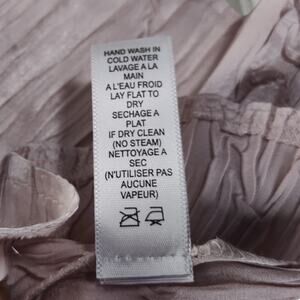 HAND WASH IN
COLD WATER
LAVAGE A LA
MAIN
A L'EAU FROID
LAY FLAT TO
DRY
SECHAGE A
PLAT
IF DRY CLEAN
(NO STEAM)
NETTOYAGE A
SEC
(N'UTILISER PAS
AUCUNE
VAPEUR)